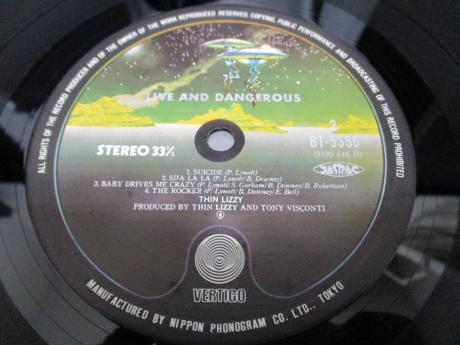 ALL RIGHTS OF THE RECORD PRODUCER AND OF THE OWNER OF THE WORK REPRODUCED RESERVED. COPYING, PUBLIC PERFORMANCE AND BROADCASTING OF THIS RECORD PROHIBITED
LIVE AND DANGEROUS
2
BT-5356
(9199 646 II)
STEREO 33⅓
JASRAC
1. SUICIDE (P. Lynott)
2. SHA LA LA (P. Lynott/B. Downey)
3. BABY DRIVES ME CRAZY (P. Lynott/S. Gorham/B. Downey/B. Robertson)
4. THE ROCKER (P. Lynott/B. Downey/E. Bell)
THIN LIZZY
PRODUCED BY THIN LIZZY AND TONY VISCONTI
4
VERTIGO
MANUFACTURED BY NIPPON PHONOGRAM CO. LTD., TOKYO